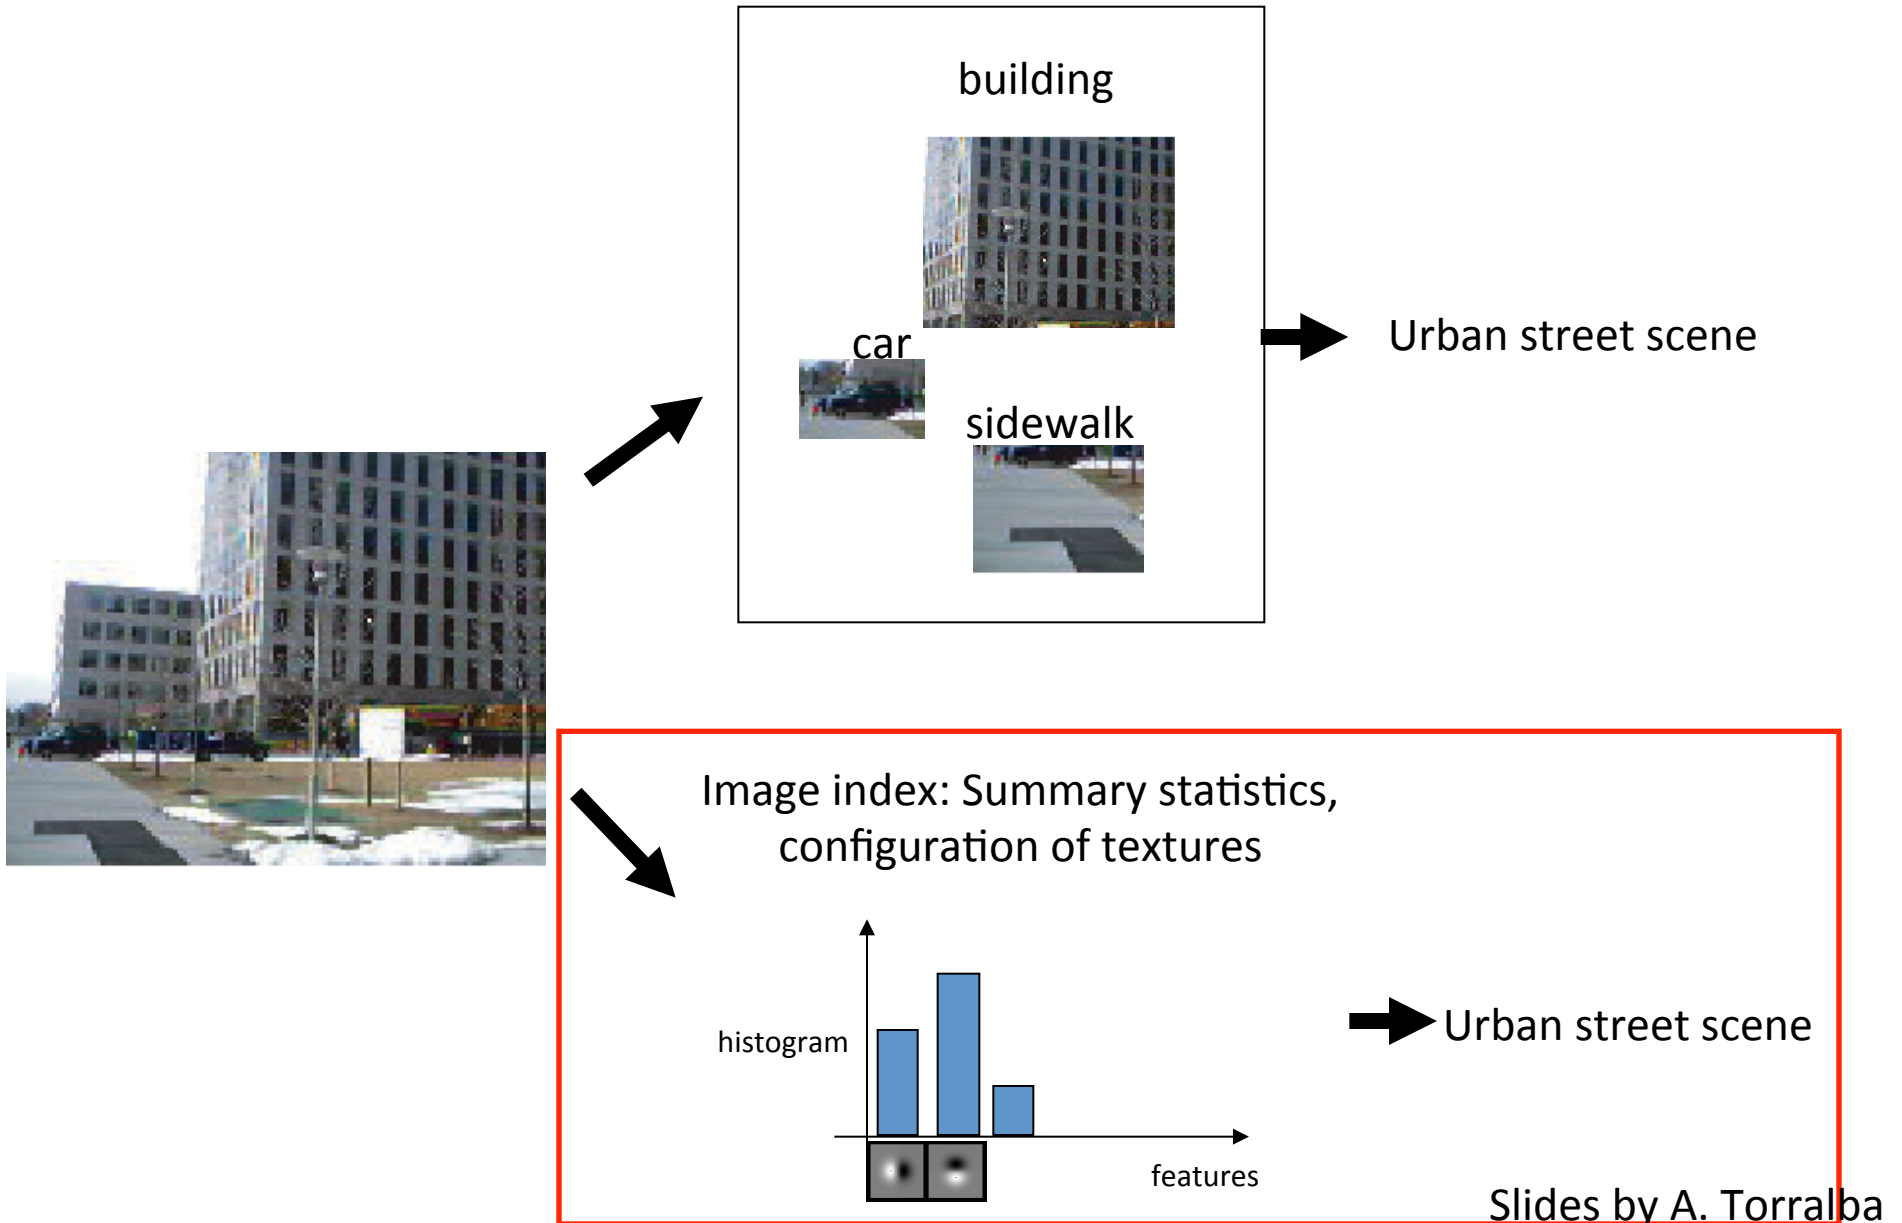 building
car
sidewalk
Urban street scene
Image index: Summary statistics,
configuration of textures
histogram
Urban street scene
features
Slides by A. Torralba